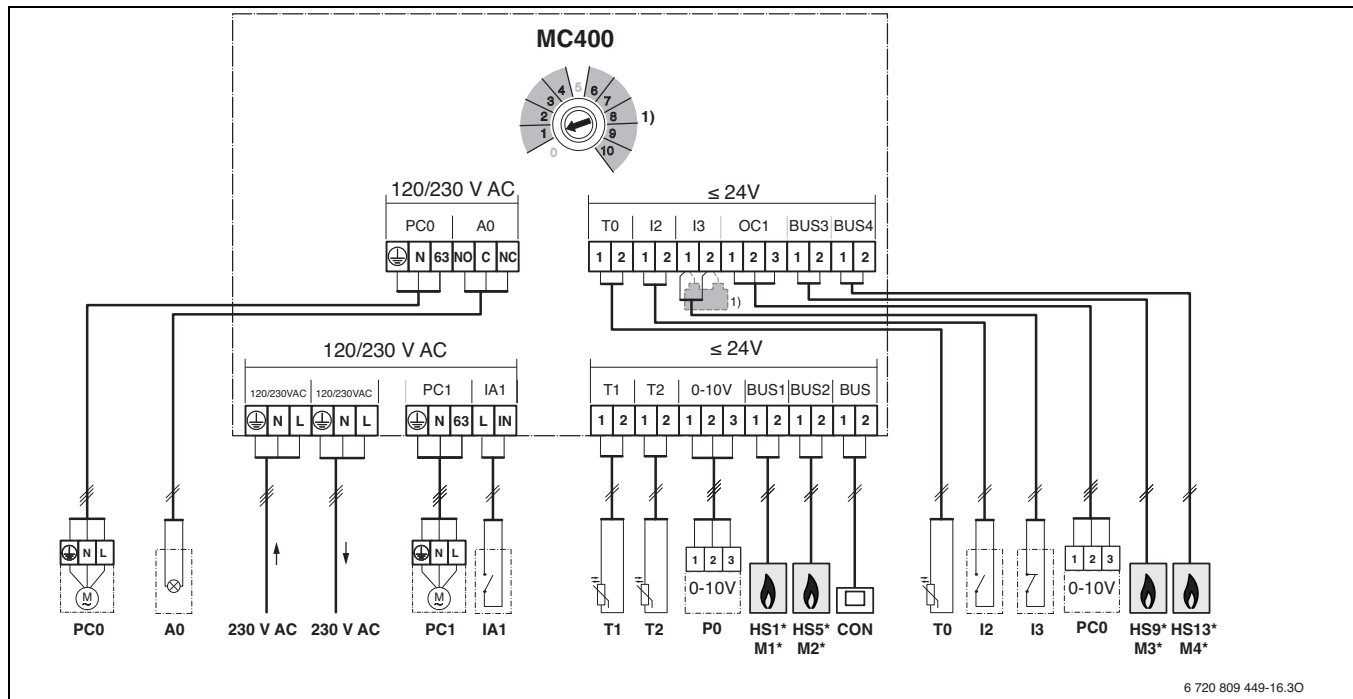 MC400
0 1 2 3 4 5 6 7 8 9 10 1)
120/230 V AC
≤ 24V
PC0 A0
T0 I2 I3 OC1 BUS3 BUS4
N 63 NO C NC
1 2 1 2 1 2 1 2 3 1 2 1 2
1)
120/230 V AC
≤ 24V
120/230VAC 120/230VAC PC1 IA1
T1 T2 0-10V BUS1 BUS2 BUS
N L N L N 63 L IN
1 2 1 2 1 2 3 1 2 1 2 1 2
N L
N L
1 2 3
1 2 3
M
~
M
~
0-10V
0-10V
PC0 A0 230 V AC 230 V AC PC1 IA1 T1 T2 P0 HS1* HS5* CON T0 I2 I3 PC0 HS9* HS13*
M1* M2* M3* M4*
6 720 809 449-16.3O